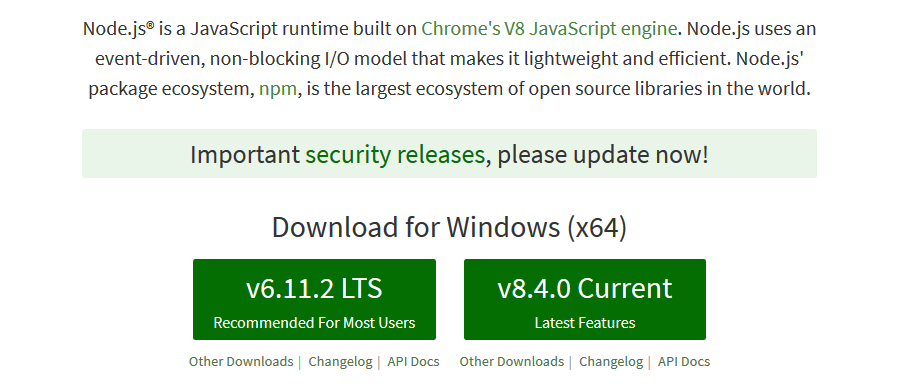 Node.js® is a JavaScript runtime built on Chrome's V8 JavaScript engine. Node.js uses an
event-driven, non-blocking I/O model that makes it lightweight and efficient. Node.js'
package ecosystem, npm, is the largest ecosystem of open source libraries in the world.
Important security releases, please update now!
Download for Windows (x64)
v6.11.2 LTS
Recommended For Most Users
Other Downloads | Changelog | API Docs
v8.4.0 Current
Latest Features
Other Downloads | Changelog | API Docs